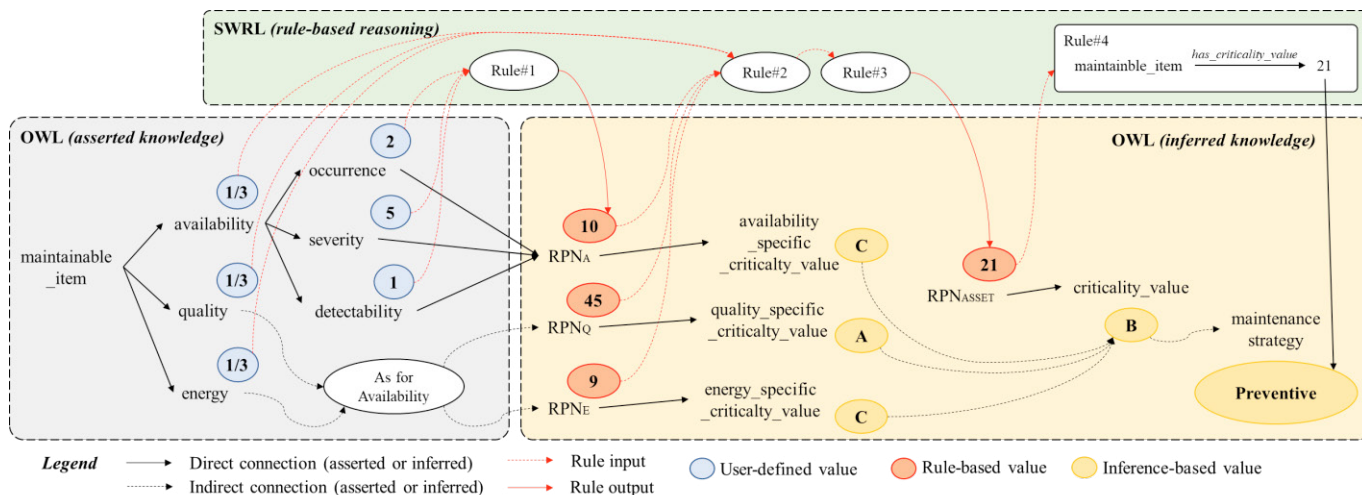 SWRL (rule-based reasoning)
Rule#1
Rule#2
Rule#3
Rule#4
maintainble_item
has_criticality_value
21
OWL (asserted knowledge)
maintainable
_item
1/3
availability
1/3
quality
1/3
energy
2
occurrence
5
severity
1
detectability
As for
Availability
OWL (inferred knowledge)
10
RPNA
availability
_specific
_criticalty_value
C
45
RPNQ
quality_specific
_criticalty_value
A
9
RPNE
energy_specific
_criticalty_value
C
21
RPNASSET
criticality_value
B
maintenance
strategy
Preventive
Legend
Direct connection (asserted or inferred)
Indirect connection (asserted or inferred)
Rule input
Rule output
User-defined value
Rule-based value
Inference-based value